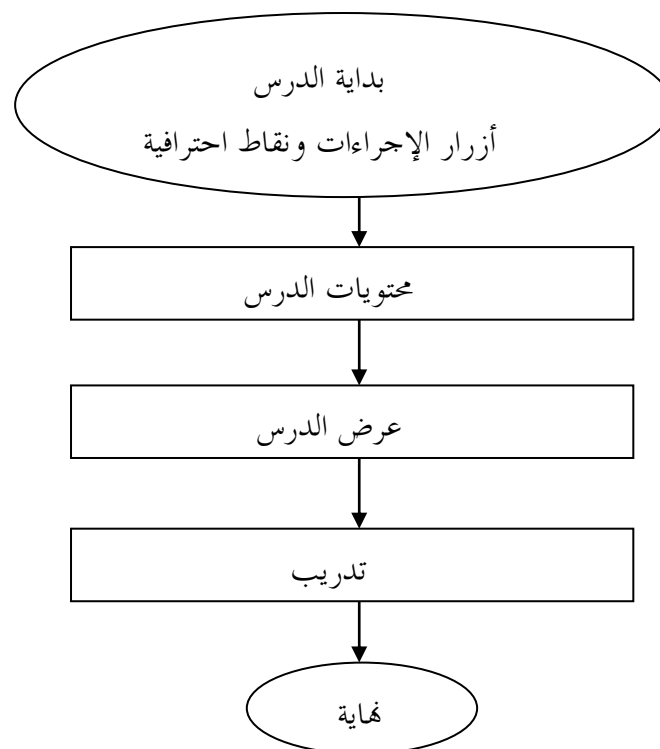 بداية الدرس
أزرار الإجراءات ونقاط احترافية
محتويات الدرس
عرض الدرس
تدريب
نهاية